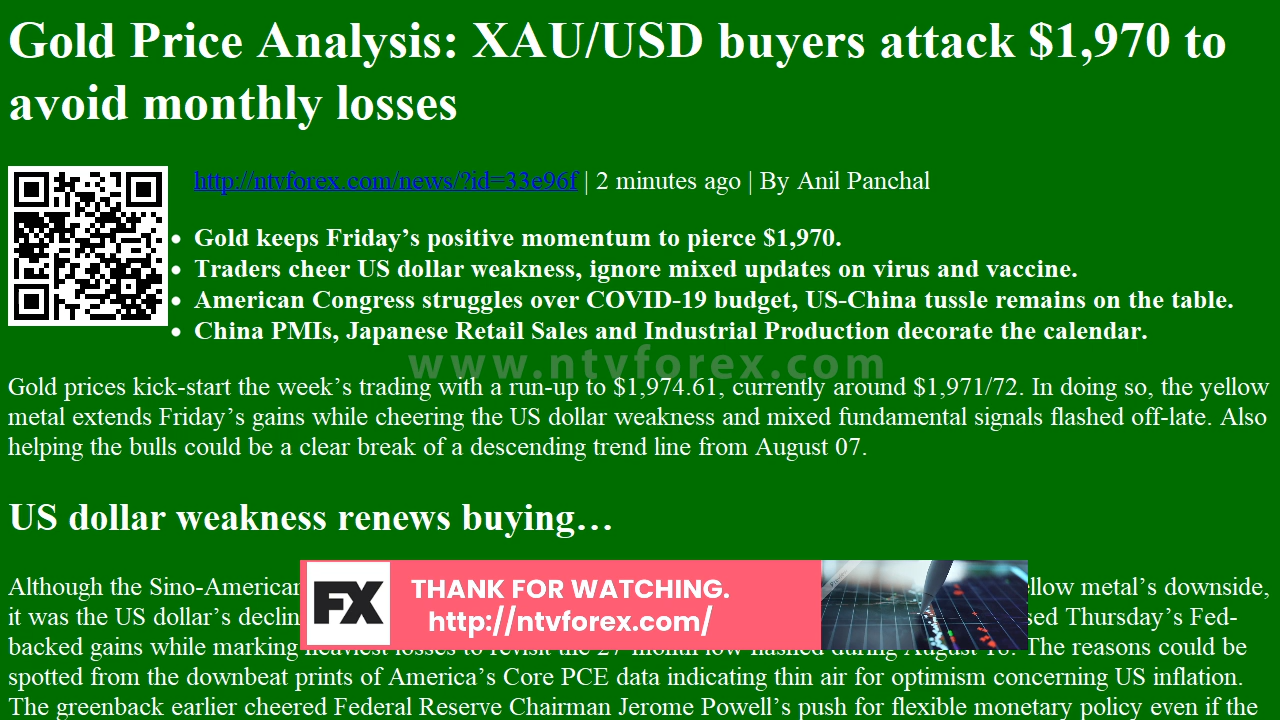 Gold Price Analysis: XAU/USD buyers attack $1,970 to
avoid monthly losses
http://ntvforex.com/news/?id=33e96f | 2 minutes ago | By Anil Panchal
• Gold keeps Friday’s positive momentum to pierce $1,970.
• Traders cheer US dollar weakness, ignore mixed updates on virus and vaccine.
• American Congress struggles over COVID-19 budget, US-China tussle remains on the table.
• China PMIs, Japanese Retail Sales and Industrial Production decorate the calendar.
www.ntvforex.com
Gold prices kick-start the week’s trading with a run-up to $1,974.61, currently around $1,971/72. In doing so, the yellow
metal extends Friday’s gains while cheering the US dollar weakness and mixed fundamental signals flashed off-late. Also
helping the bulls could be a clear break of a descending trend line from August 07.
US dollar weakness renews buying…
Although the Sino-American metal’s downside,
it was the US dollar’s Thursday’s Fed-
backed gains while marking The reasons could be
FX
THANK FOR WATCHING.
http://ntvforex.com/
spotted from the downbeat prints of America’s Core PCE data indicating thin air for optimism concerning US inflation.
The greenback earlier cheered Federal Reserve Chairman Jerome Powell’s push for flexible monetary policy even if the